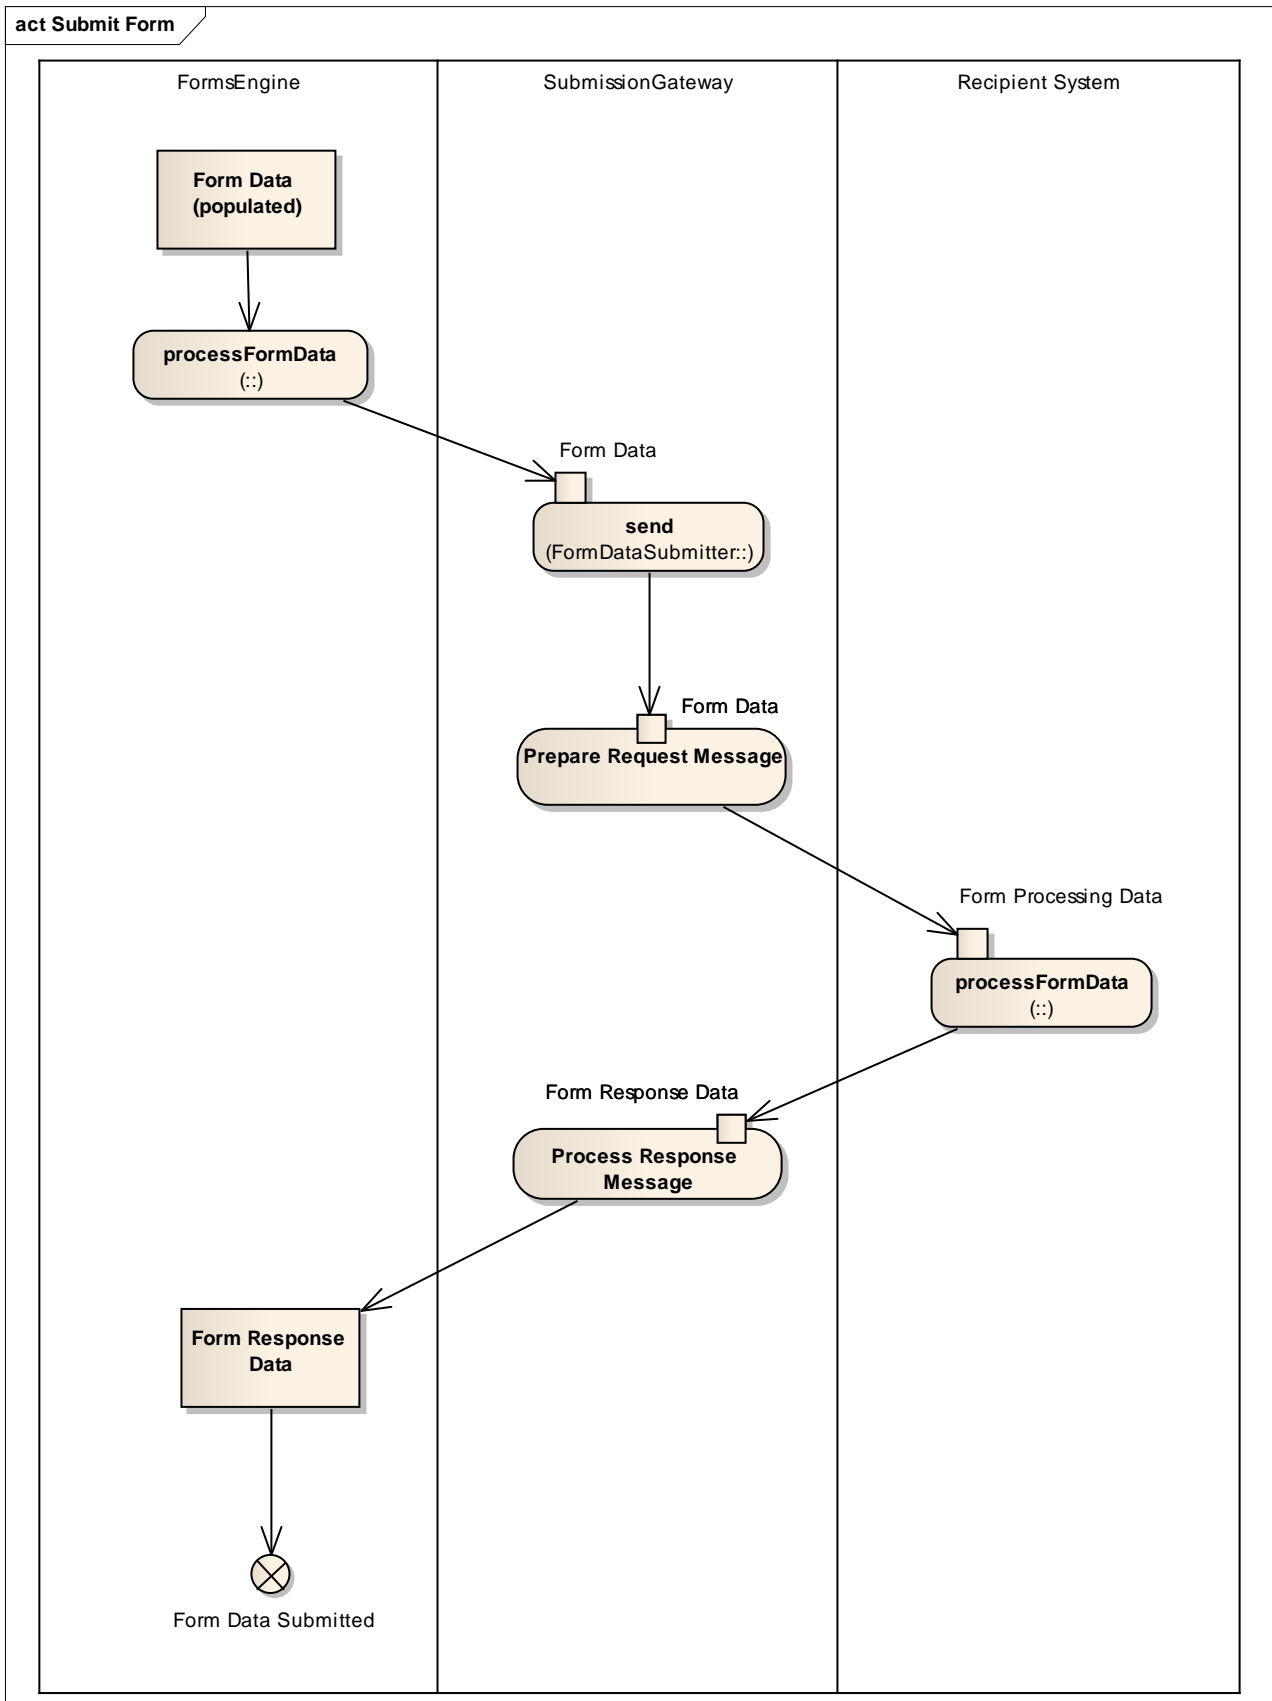 act Submit Form
FormsEngine
SubmissionGateway
Recipient System
Form Data
(populated)
processFormData
(::)
Form Data
send
(FormDataSubmitter::)
Form Data
Prepare Request Message
Form Processing Data
processFormData
(::)
Form Response Data
Process Response
Message
Form Response
Data
Form Data Submitted